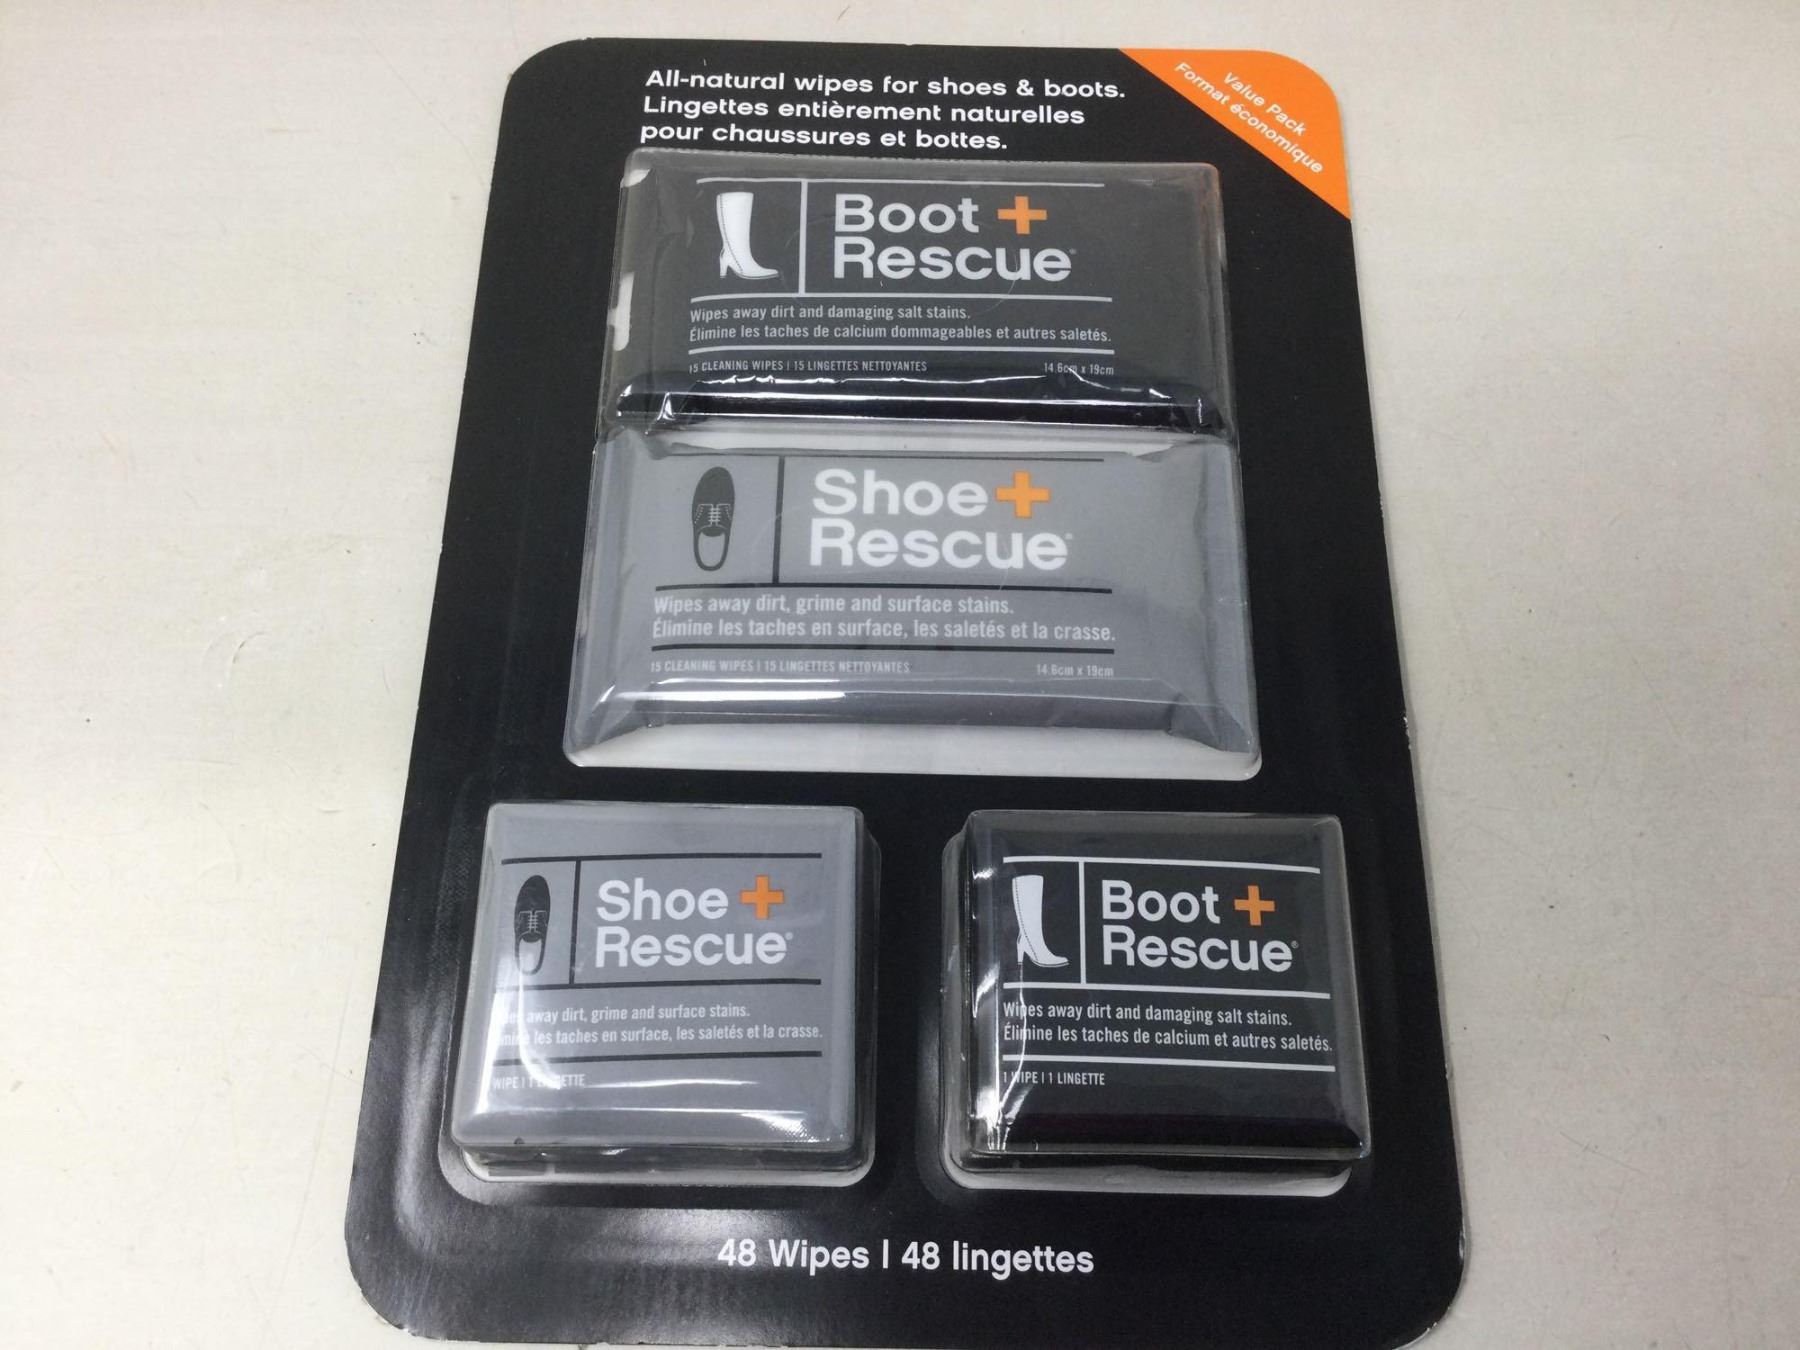 All-natural wipes for shoes & boots.
Lingettes entièrement naturelles
pour chaussures et bottes.
Value Pack
Format économique
Boot +
Rescue®
Wipes away dirt and damaging salt stains.
Élimine les taches de calcium dommageables et autres saletés.
15 CLEANING WIPES | 15 LINGETTES NETTOYANTES 14.6cm x 19cm
Shoe +
Rescue®
Wipes away dirt, grime and surface stains.
Élimine les taches en surface, les saletés et la crasse.
15 CLEANING WIPES | 15 LINGETTES NETTOYANTES 14.6cm x 19cm
Shoe +
Rescue®
away dirt, grime and surface stains.
les taches en surface, les saletés et la crasse.
WIPE | 1
Boot +
Rescue®
Wipes away dirt and damaging salt stains.
Élimine les taches de calcium et autres saletés.
1 WIPE | 1 LINGETTE
48 Wipes | 48 lingettes